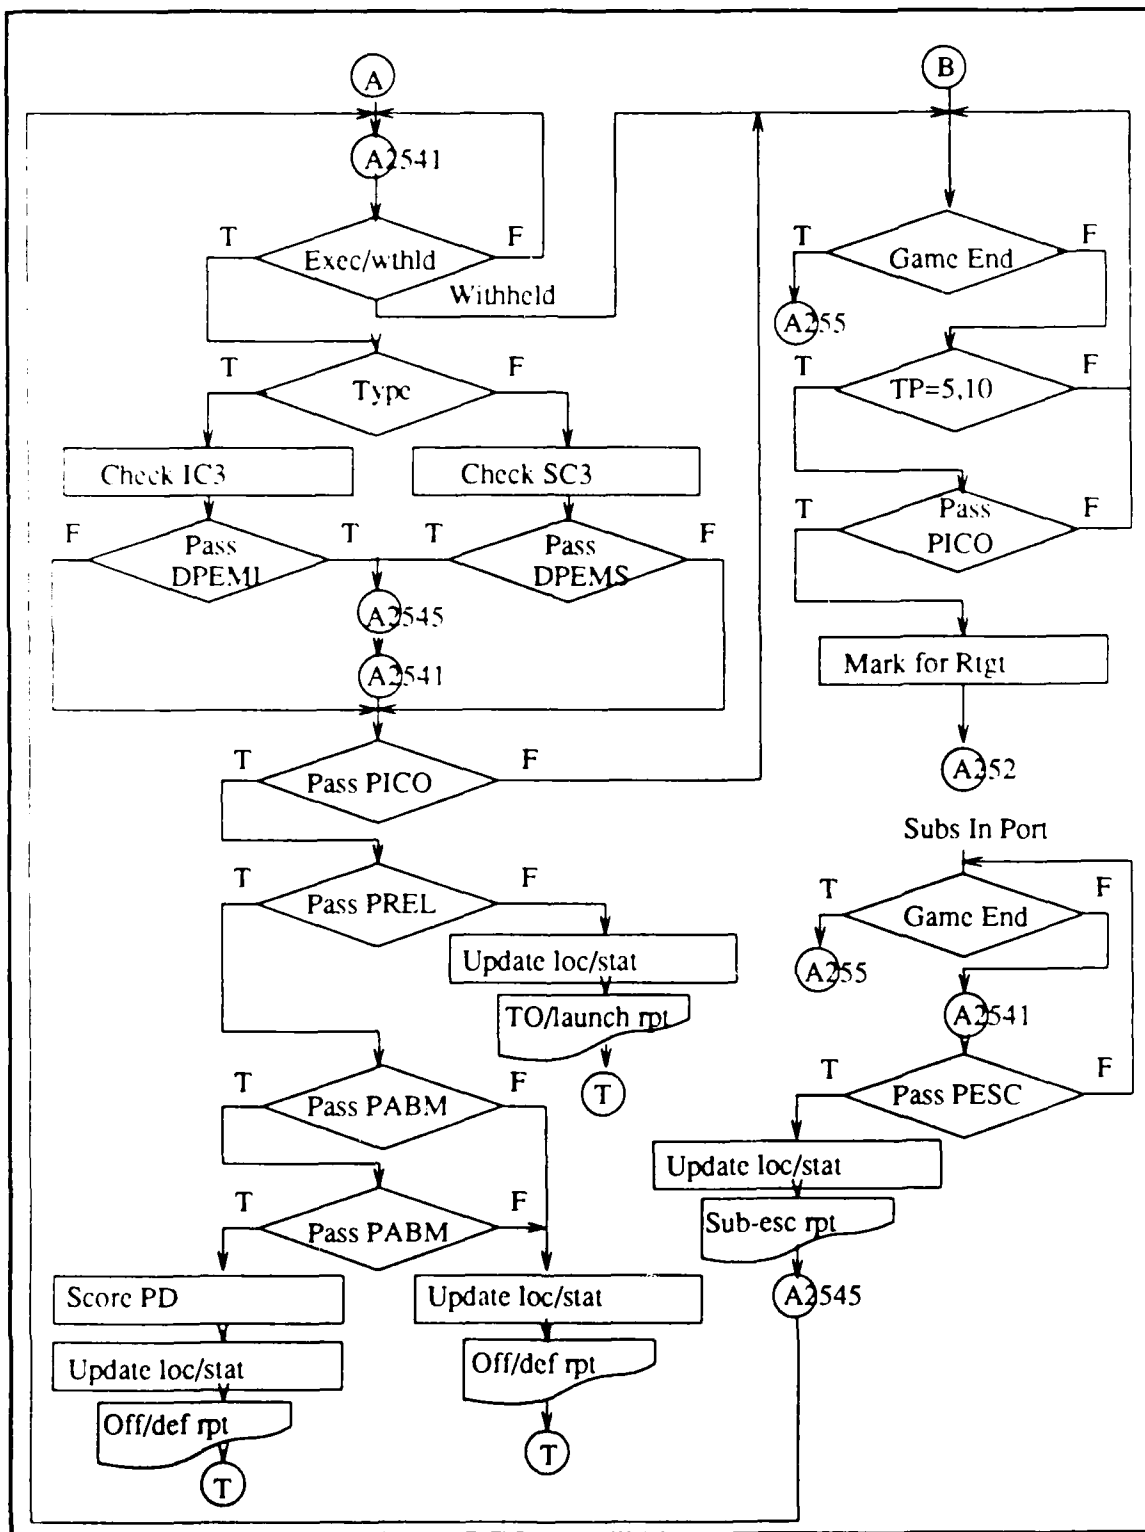 A
B
A2541
T
Exec/wthld
F
Withheld
T
Game End
F
A255
T
Type
F
T
TP=5,10
F
Check IC3
Check SC3
T
Pass
PICO
F
F
Pass
DPEMI
T
T
Pass
DPEMS
F
A2545
A2541
Mark for Rtgt
T
Pass PICO
F
A252
Subs In Port
T
Pass PREL
F
T
Game End
F
Update loc/stat
A255
TO/launch rpt
A2541
T
T
Pass PABM
F
T
Pass PESC
F
Update loc/stat
T
Pass PABM
F
Sub-esc rpt
Score PD
Update loc/stat
A2545
Update loc/stat
Off/def rpt
Off/def rpt
T
T